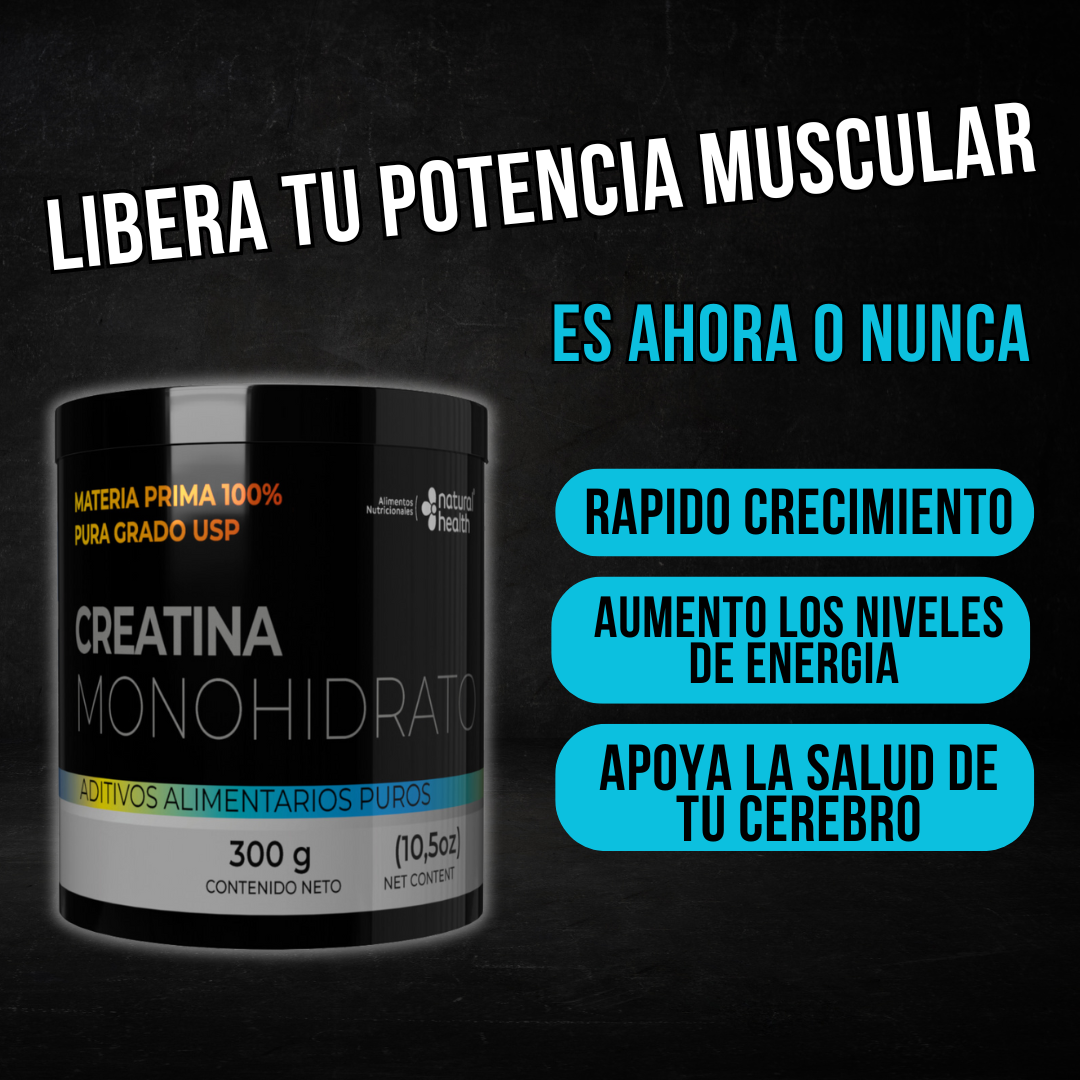 LIBERA TU POTENCIA MUSCULAR
ES AHORA O NUNCA
MATERIA PRIMA 100%
PURA GRADO USP
Alimentos
Nutricionales
natural
health
CREATINA
MONOHIDRATO
ADITIVOS ALIMENTARIOS PUROS
300 g (10,5oz)
CONTENIDO NETO NET CONTENT
RAPIDO CRECIMIENTO
AUMENTO LOS NIVELES
DE ENERGIA
APOYA LA SALUD DE
TU CEREBRO